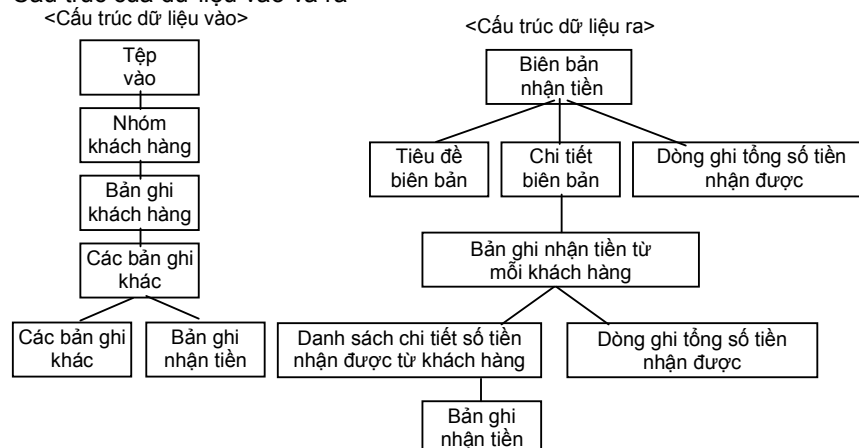 Cấu trúc của dữ liệu vào và ra
<Cấu trúc dữ liệu vào>
Tệp
vào
Nhóm
khách hàng
Bản ghi
khách hàng
Các bản ghi
khác
Các bản ghi
khác
Bản ghi
nhận tiền
<Cấu trúc dữ liệu ra>
Biên bản
nhận tiền
Tiêu đề
biên bản
Chi tiết
biên bản
Dòng ghi tổng số tiền
nhận được
Bản ghi nhận tiền từ
mỗi khách hàng
Danh sách chi tiết số tiền
nhận được từ khách hàng
Dòng ghi tổng số tiền
nhận được
Bản ghi
nhận tiền